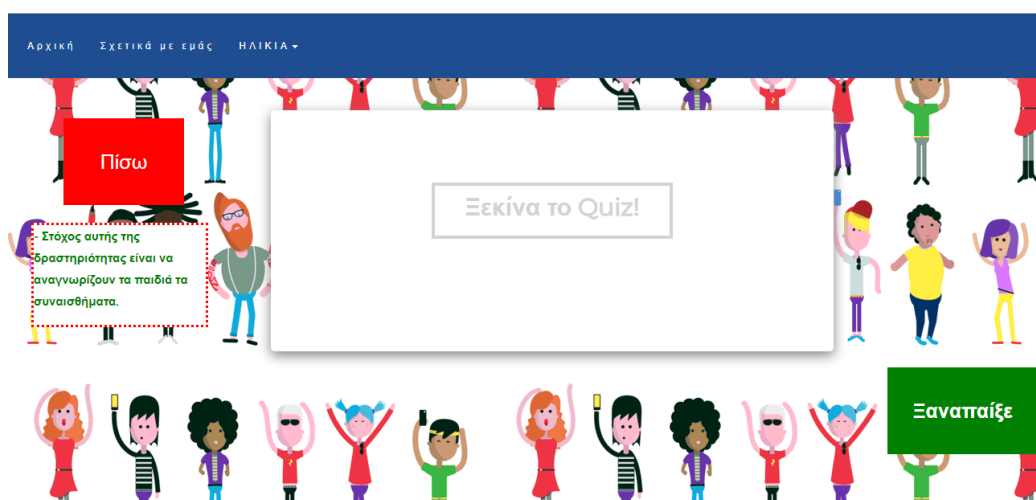 Αρχική Σχετικά με εμάς ΗΛΙΚΙΑ
Πίσω
Ξεκίνα το Quiz!
- Στόχος αυτής της
δραστηριότητας είναι να
αναγνωρίζουν τα παιδιά τα
συναισθήματα.
Ξαναπαίξε